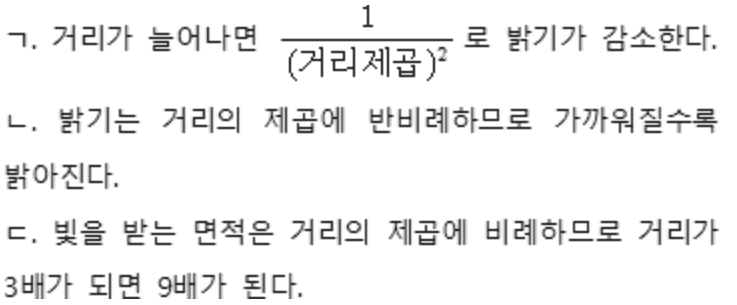 ㄱ. 거리가 늘어나면 1/(거리제곱)² 로 밝기가 감소한다.
ㄴ. 밝기는 거리의 제곱에 반비례하므로 가까워질수록
밝아진다.
ㄷ. 빛을 받는 면적은 거리의 제곱에 비례하므로 거리가
3배가 되면 9배가 된다.